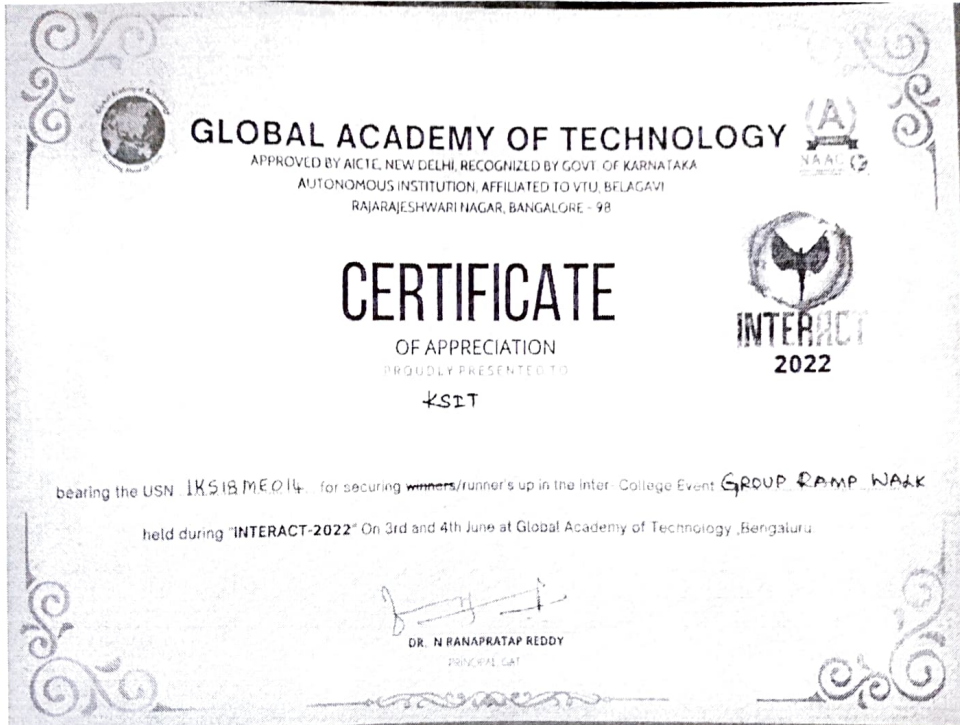 GLOBAL ACADEMY OF TECHNOLOGY
APPROVED BY AICTE, NEW DELHI, RECOGNIZED BY GOVT. OF KARNATAKA
AUTONOMOUS INSTITUTION, AFFILIATED TO VTU, BELAGAVI
RAJARAJESHWARI NAGAR, BANGALORE - 98
A
NAAC
CERTIFICATE
OF APPRECIATION
PROUDLY PRESENTED TO
KSIT
INTERACT
2022
bearing the USN 1KS18ME014 for securing winners/runner's up in the Inter- College Event GROUP RAMP WALK
held during "INTERACT-2022" On 3rd and 4th June at Global Academy of Technology ,Bengaluru
DR. N RANAPRATAP REDDY
PRINCIPAL GAT